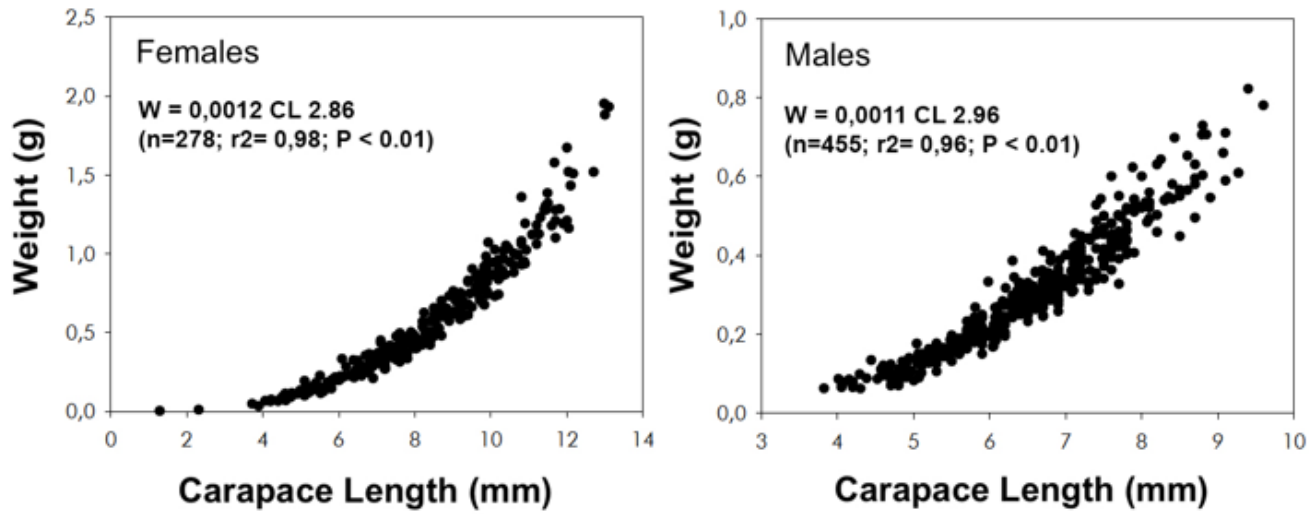 Females
W = 0,0012 CL 2.86
(n=278; r2= 0,98; P < 0.01)
Weight (g)
2,5
2,0
1,5
1,0
0,5
0,0
0 2 4 6 8 10 12 14
Carapace Length (mm)
Males
W = 0,0011 CL 2.96
(n=455; r2= 0,96; P < 0.01)
Weight (g)
1,0
0,8
0,6
0,4
0,2
0,0
3 4 5 6 7 8 9 10
Carapace Length (mm)